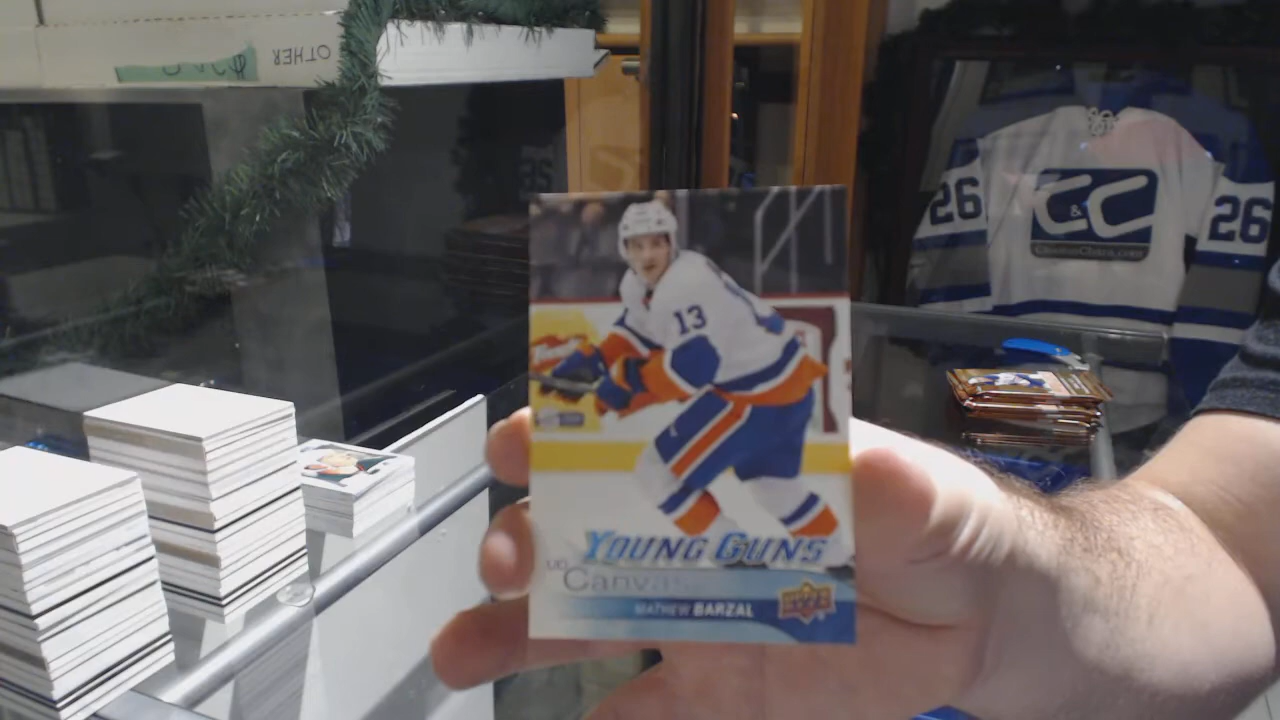 OTHER
26
C&C
26
13
YOUNG GUNS
UD Canvas
MATHEW BARZAL
UPPER DECK